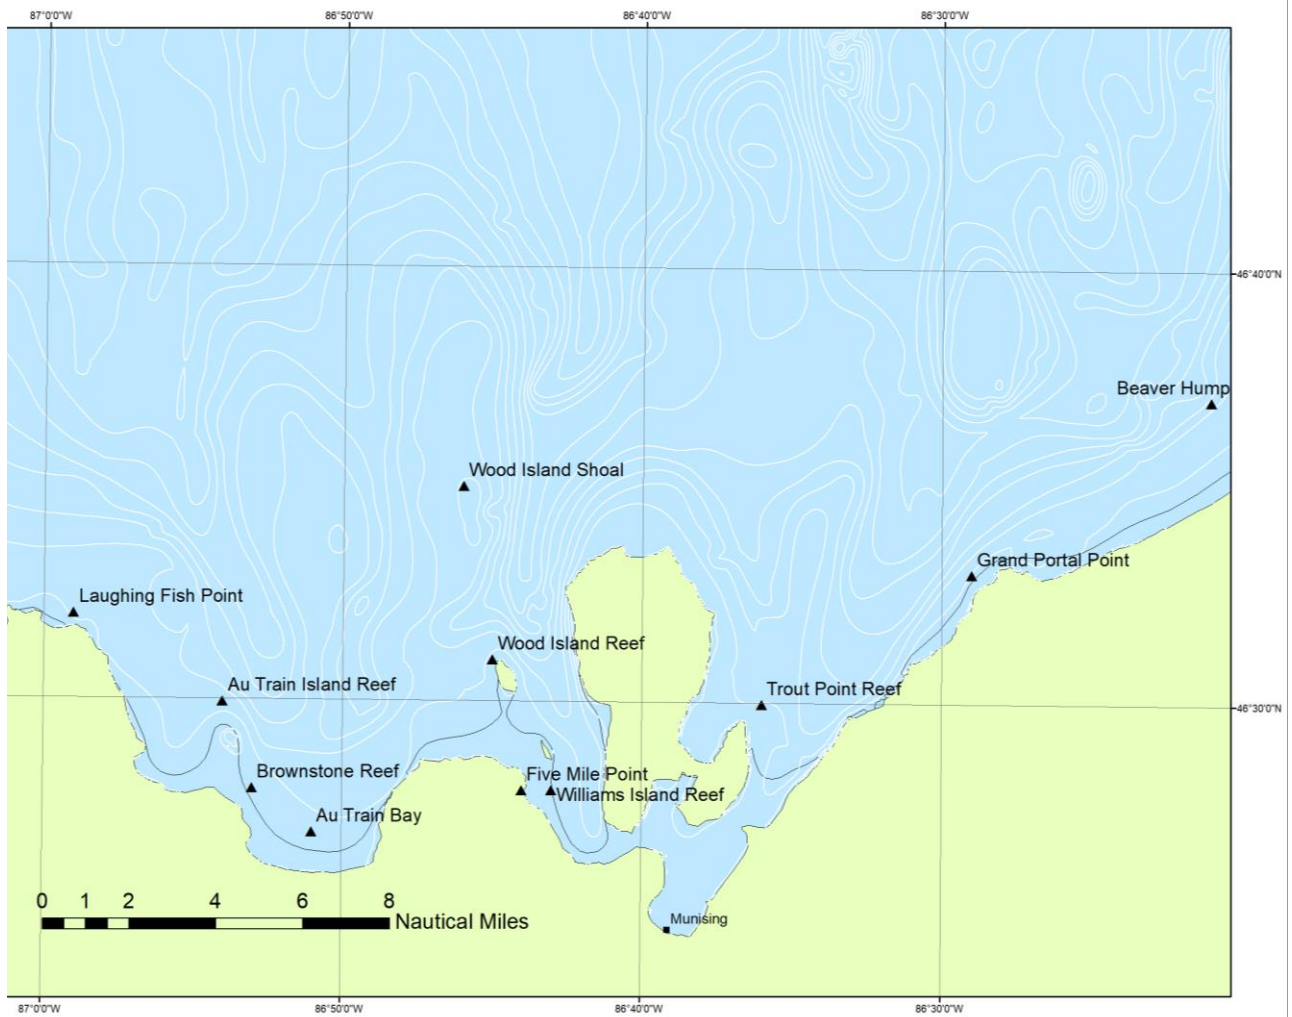 87°0'0"W 86°50'0"W 86°40'0"W 86°30'0"W
46°40'0"N
Beaver Hump
Wood Island Shoal
Grand Portal Point
Laughing Fish Point
Wood Island Reef
Au Train Island Reef
Trout Point Reef
46°30'0"N
Brownstone Reef
Five Mile Point
Williams Island Reef
Au Train Bay
0 1 2 4 6 8
Nautical Miles
Munising
87°0'0"W 86°50'0"W 86°40'0"W 86°30'0"W